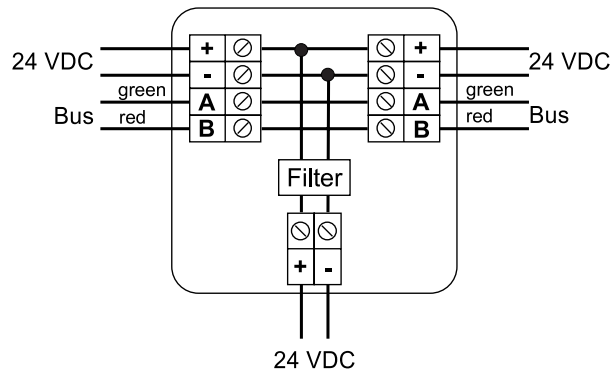 24 VDC + + 24 VDC
- -
green A A green
Bus red B B red Bus
Filter
+ -
24 VDC